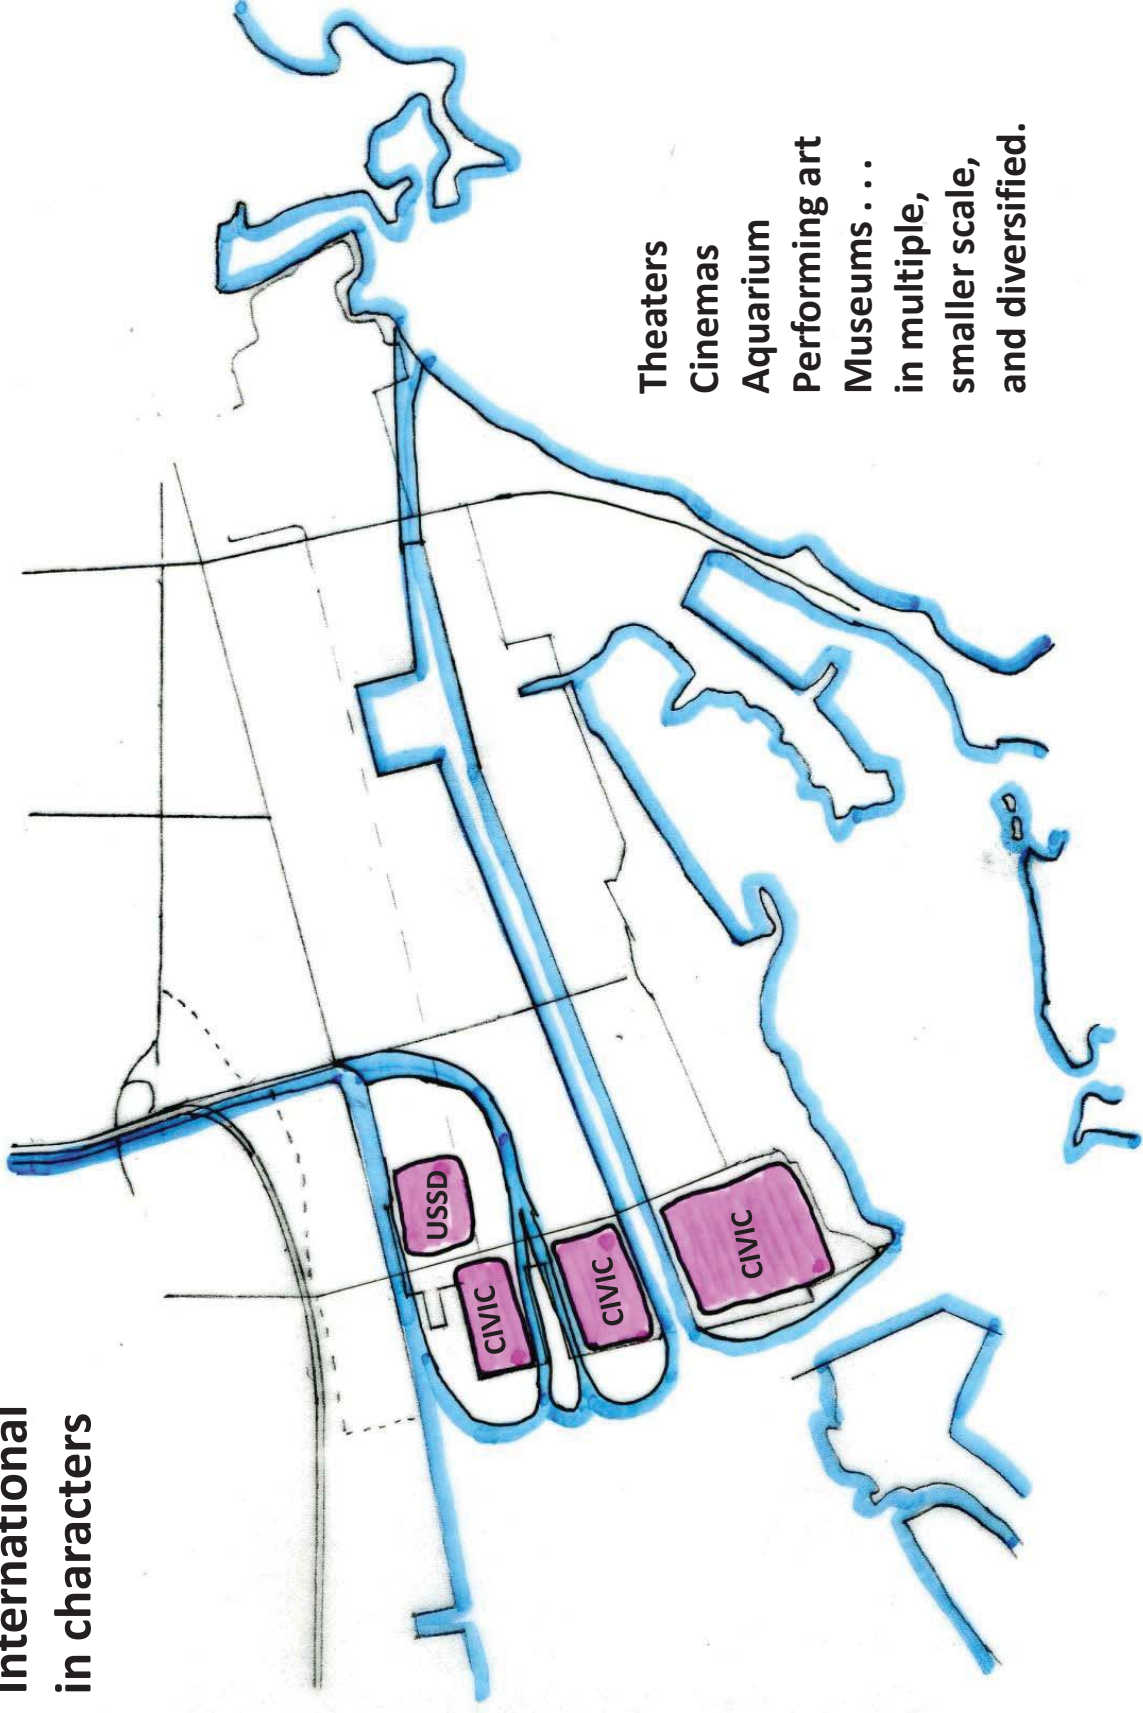 International
in characters
USSD
CIVIC
CIVIC
CIVIC
Theaters
Cinemas
Aquarium
Performing art
Museums . . . .
in multiple,
smaller scale,
and diversified.